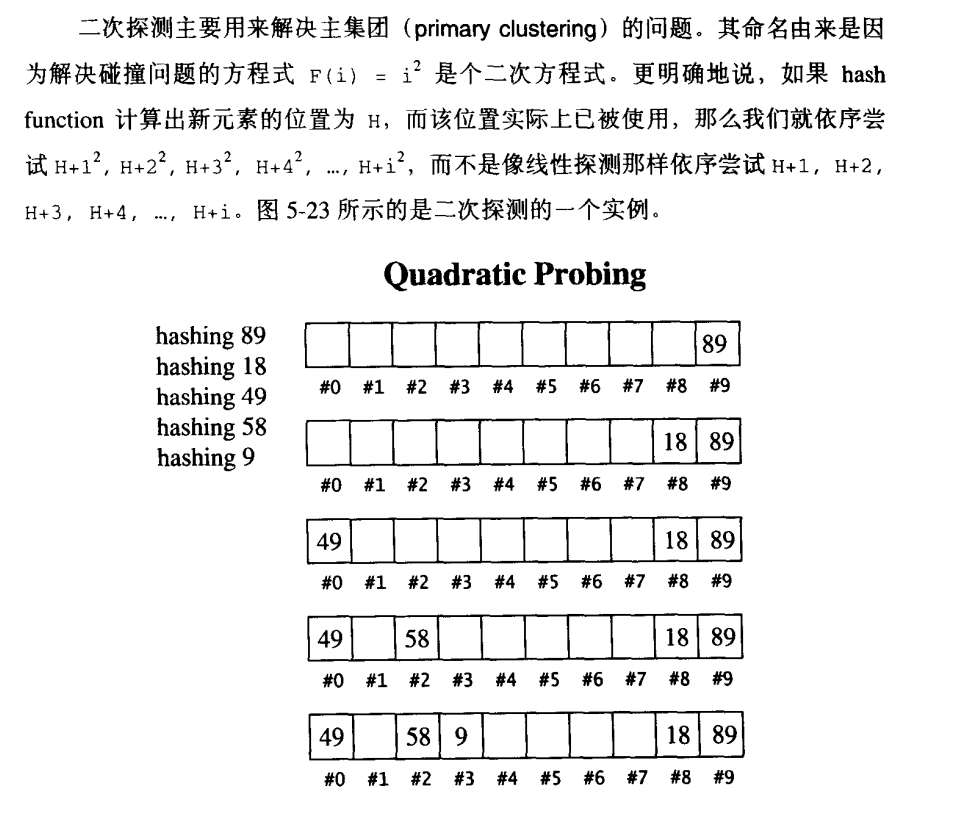 二次探测主要用来解决主集团（primary clustering）的问题。其命名由来是因
为解决碰撞问题的方程式 F(i) = i² 是个二次方程式。更明确地说，如果 hash
function 计算出新元素的位置为 H，而该位置实际上已被使用，那么我们就依序尝
试 H+1², H+2², H+3², H+4², …, H+i²，而不是像线性探测那样依序尝试 H+1, H+2,
H+3, H+4, …, H+i。图 5-23 所示的是二次探测的一个实例。
Quadratic Probing
hashing 89
hashing 18
hashing 49
hashing 58
hashing 9
89
#0 #1 #2 #3 #4 #5 #6 #7 #8 #9
18 89
#0 #1 #2 #3 #4 #5 #6 #7 #8 #9
49 18 89
#0 #1 #2 #3 #4 #5 #6 #7 #8 #9
49 58 18 89
#0 #1 #2 #3 #4 #5 #6 #7 #8 #9
49 58 9 18 89
#0 #1 #2 #3 #4 #5 #6 #7 #8 #9